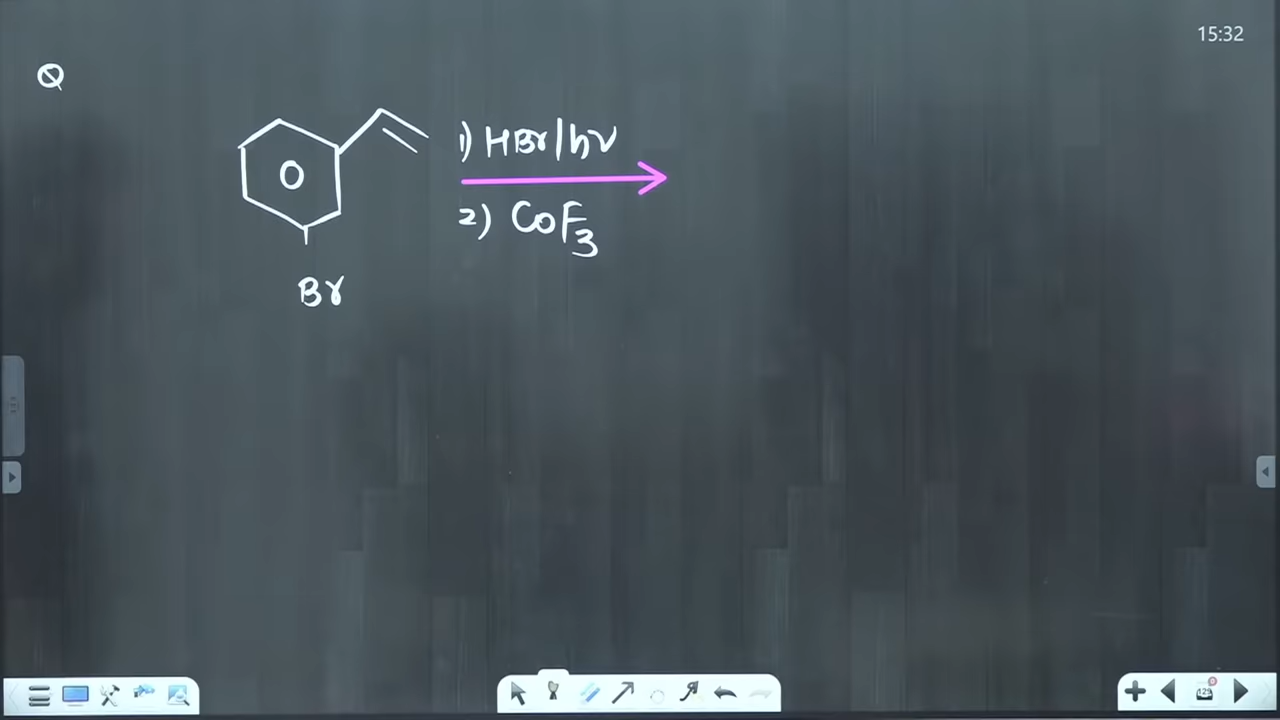 15:32
Q
1) HBr/hν
2) CoF3
Br